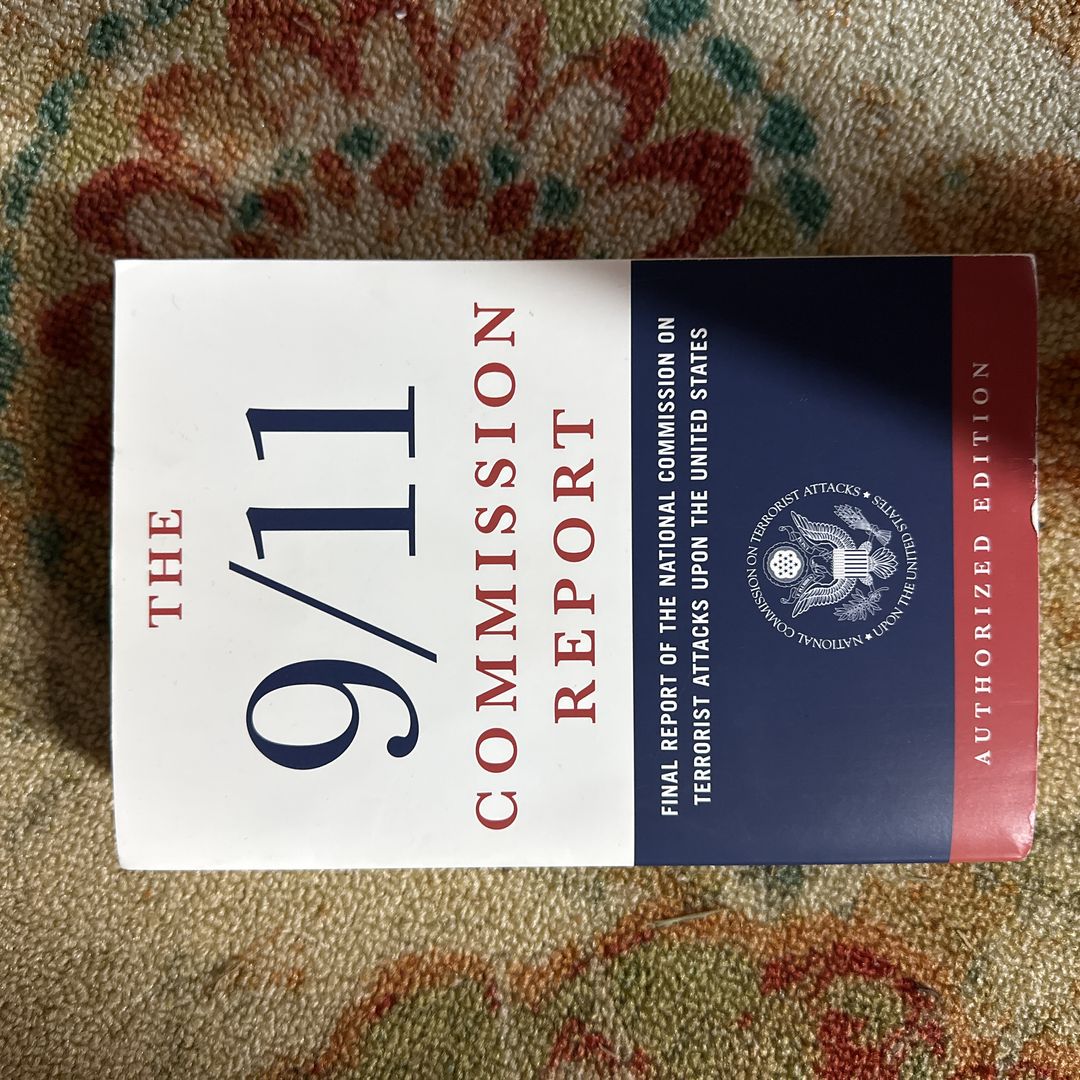 THE
9/11
COMMISSION
REPORT
FINAL REPORT OF THE NATIONAL COMMISSION ON
TERRORIST ATTACKS UPON THE UNITED STATES
NATIONAL COMMISSION ON TERRORIST ATTACKS ★ UPON THE UNITED STATES ★
AUTHORIZED EDITION